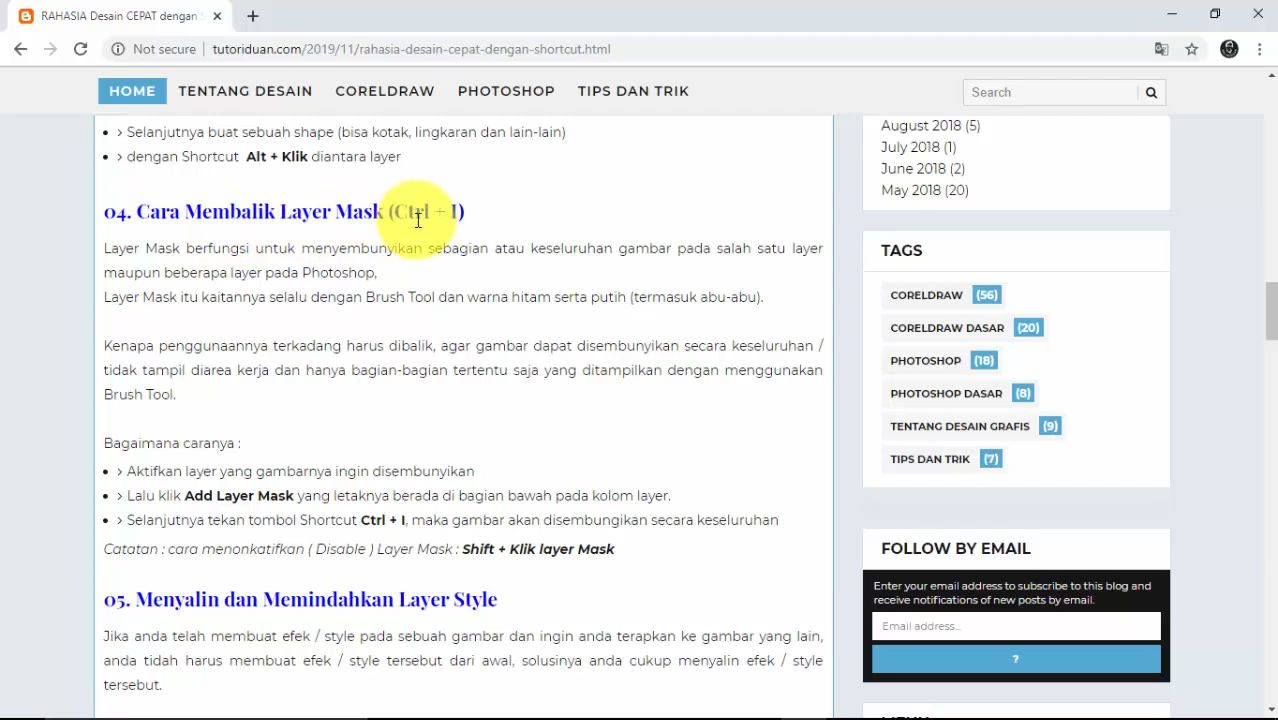 RAHASIA Desain CEPAT dengan S
Not secure | tutoriduan.com/2019/11/rahasia-desain-cepat-dengan-shortcut.html
HOME TENTANG DESAIN CORELDRAW PHOTOSHOP TIPS DAN TRIK Search
> Selanjutnya buat sebuah shape (bisa kotak, lingkaran dan lain-lain)
> dengan Shortcut Alt + Klik diantara layer
04. Cara Membalik Layer Mask (Ctrl + I)
Layer Mask berfungsi untuk menyembunyikan sebagian atau keseluruhan gambar pada salah satu layer
maupun beberapa layer pada Photoshop,
Layer Mask itu kaitannya selalu dengan Brush Tool dan warna hitam serta putih (termasuk abu-abu).
Kenapa penggunaannya terkadang harus dibalik, agar gambar dapat disembunyikan secara keseluruhan /
tidak tampil diarea kerja dan hanya bagian-bagian tertentu saja yang ditampilkan dengan menggunakan
Brush Tool.
Bagaimana caranya :
> Aktifkan layer yang gambarnya ingin disembunyikan
> Lalu klik Add Layer Mask yang letaknya berada di bagian bawah pada kolom layer.
> Selanjutnya tekan tombol Shortcut Ctrl + I, maka gambar akan disembungikan secara keseluruhan
Catatan : cara menonkatifkan ( Disable ) Layer Mask : Shift + Klik layer Mask
05. Menyalin dan Memindahkan Layer Style
Jika anda telah membuat efek / style pada sebuah gambar dan ingin anda terapkan ke gambar yang lain,
anda tidah harus membuat efek / style tersebut dari awal, solusinya anda cukup menyalin efek / style
tersebut.
August 2018 (5)
July 2018 (1)
June 2018 (2)
May 2018 (20)
TAGS
CORELDRAW (56)
CORELDRAW DASAR (20)
PHOTOSHOP (18)
PHOTOSHOP DASAR (8)
TENTANG DESAIN GRAFIS (9)
TIPS DAN TRIK (7)
FOLLOW BY EMAIL
Enter your email address to subscribe to this blog and
receive notifications of new posts by email.
Email address...
?